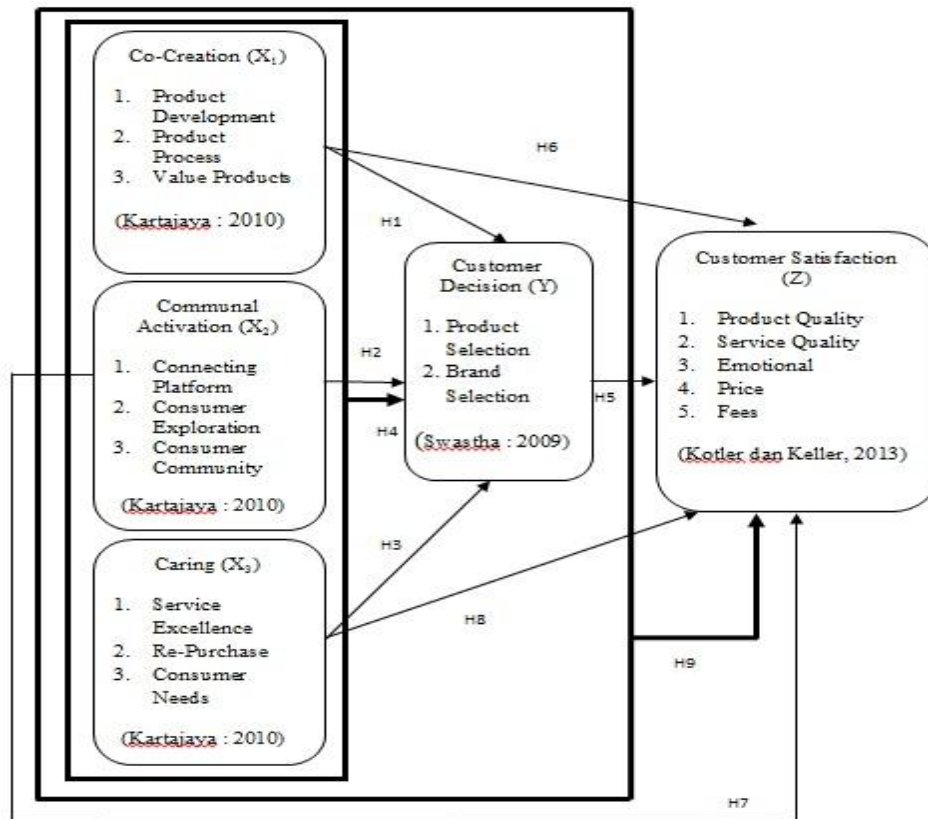 Co-Creation (X₁)
1. Product
Development
2. Product
Process
3. Value Products
(Kartajaya : 2010)
Communal
Activation (X₂)
1. Connecting
Platform
2. Consumer
Exploration
3. Consumer
Community
(Kartajaya : 2010)
Caring (X₃)
1. Service
Excellence
2. Re-Purchase
3. Consumer
Needs
(Kartajaya : 2010)
H1
H2
H4
H3
Customer
Decision (Y)
1. Product
Selection
2. Brand
Selection
(Swastha : 2009)
H6
H5
H8
Customer Satisfaction
(Z)
1. Product Quality
2. Service Quality
3. Emotional
4. Price
5. Fees
(Kotler dan Keller, 2013)
H9
H7